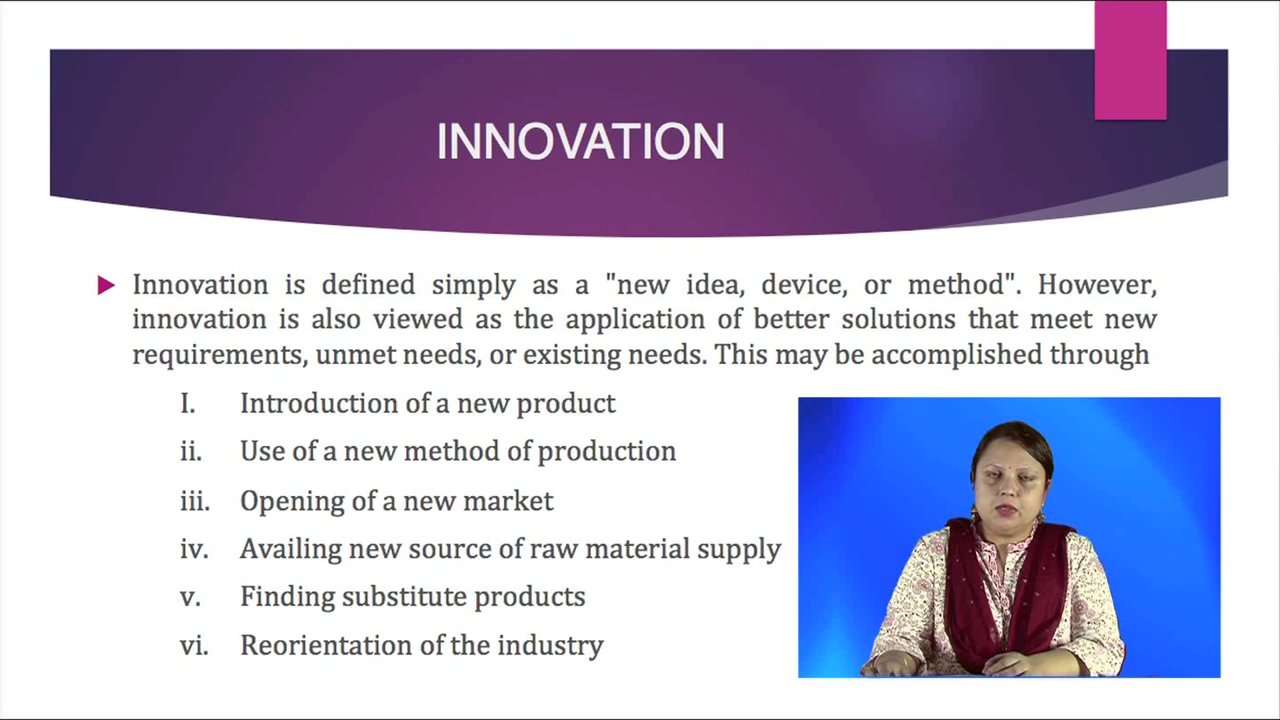 INNOVATION
Innovation is defined simply as a "new idea, device, or method". However,
innovation is also viewed as the application of better solutions that meet new
requirements, unmet needs, or existing needs. This may be accomplished through
I. Introduction of a new product
ii. Use of a new method of production
iii. Opening of a new market
iv. Availing new source of raw material supply
v. Finding substitute products
vi. Reorientation of the industry